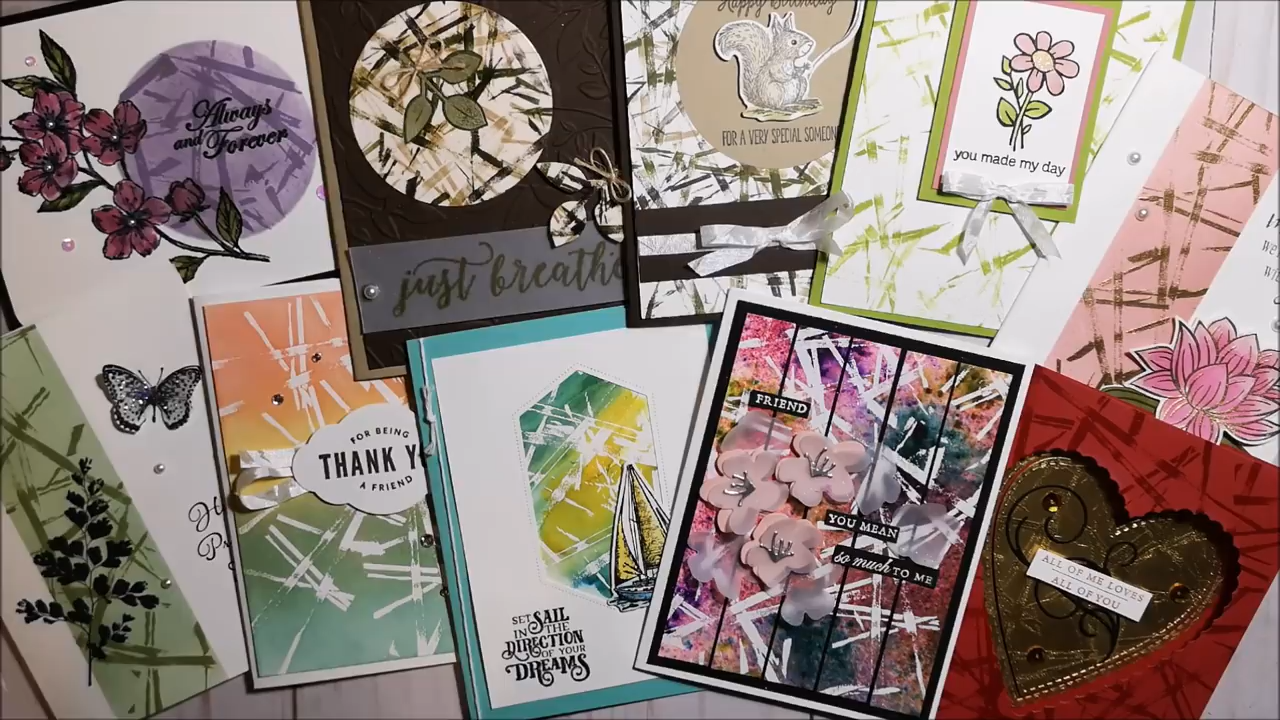 Always
and Forever
just breathe
Happy Birthday
FOR A VERY SPECIAL SOMEON
you made my day
FOR BEING
THANK Y
A FRIEND
SET SAIL
IN THE
DIRECTION
OF YOUR
DREAMS
FRIEND
YOU MEAN
so much TO ME
ALL OF ME LOVES
ALL OF YOU